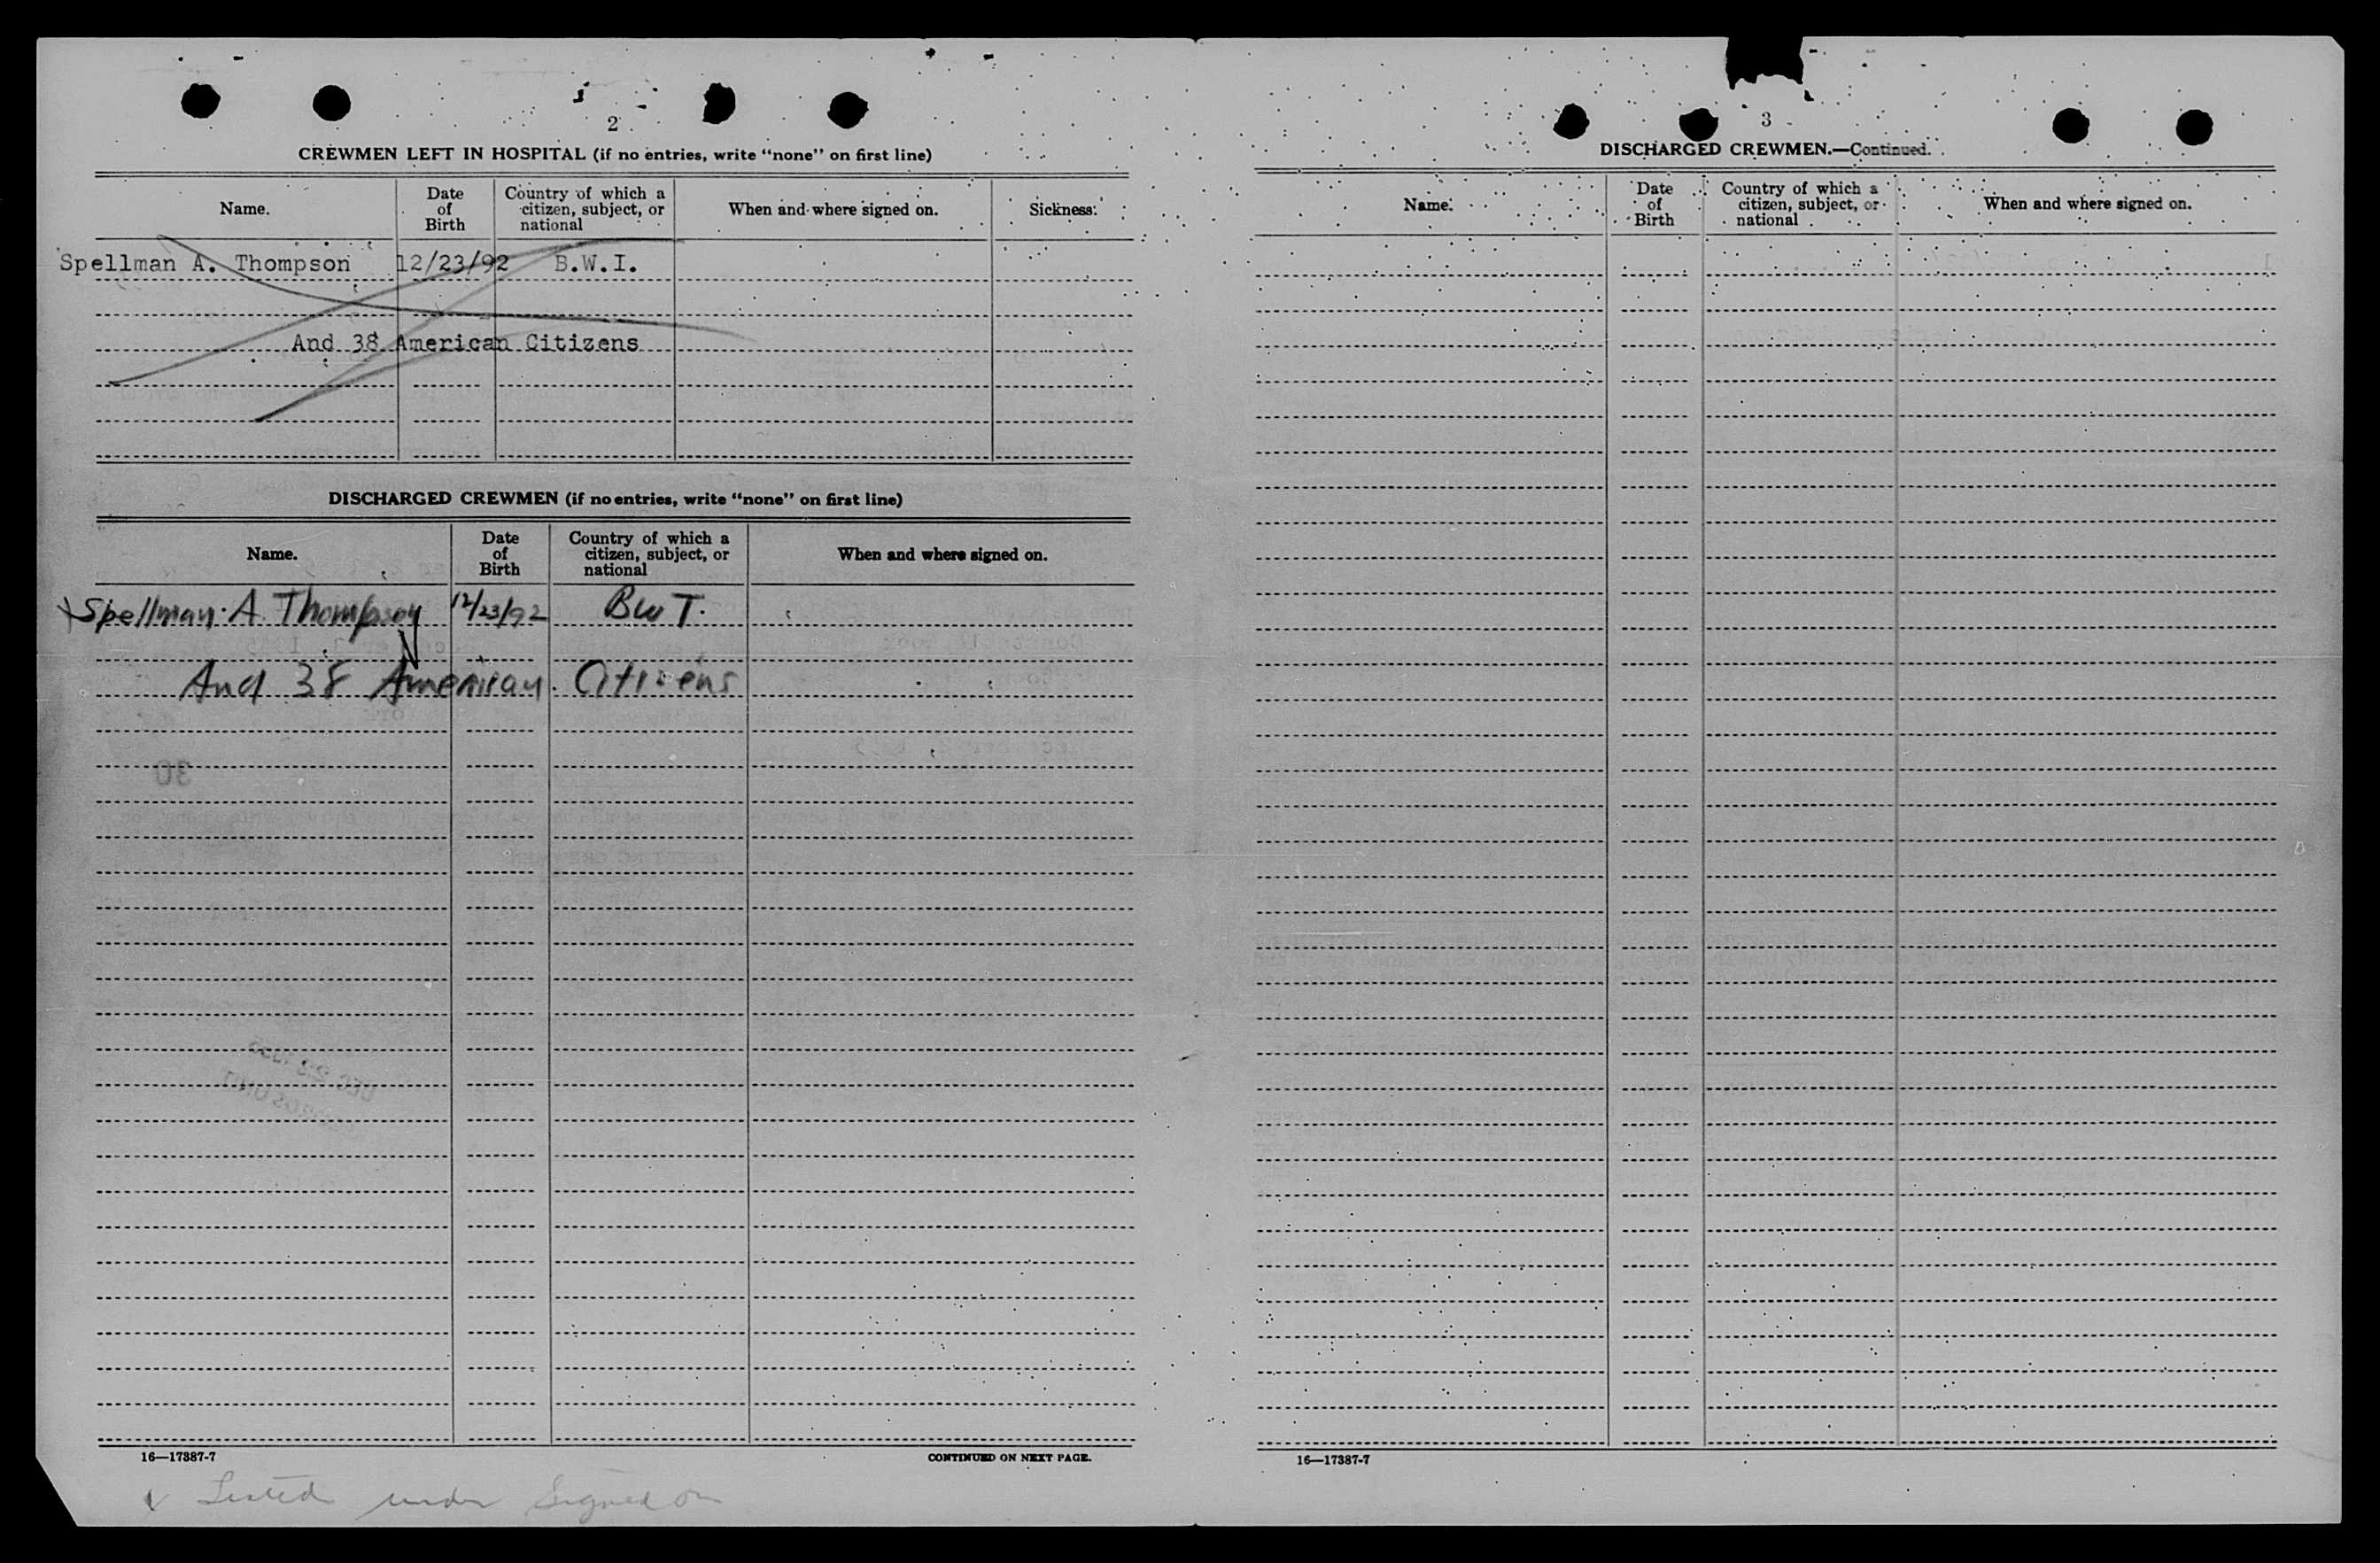 2
CREWMEN LEFT IN HOSPITAL (if no entries, write “none” on first line)
Name. Date of Birth Country of which a citizen, subject, or national When and where signed on. Sickness.
Spellman A. Thompson 12/23/92 B.W.I.
And 38 American Citizens
DISCHARGED CREWMEN (if no entries, write “none” on first line)
Name. Date of Birth Country of which a citizen, subject, or national When and where signed on.
Spellman A. Thompson 12/23/92 BWI.
And 38 American Citizens
30
DEC 22
16—17387-7 CONTINUED ON NEXT PAGE.
x Listed under Signed on
3
DISCHARGED CREWMEN.—Continued.
Name. Date of Birth Country of which a citizen, subject, or national When and where signed on.
16—17387-7